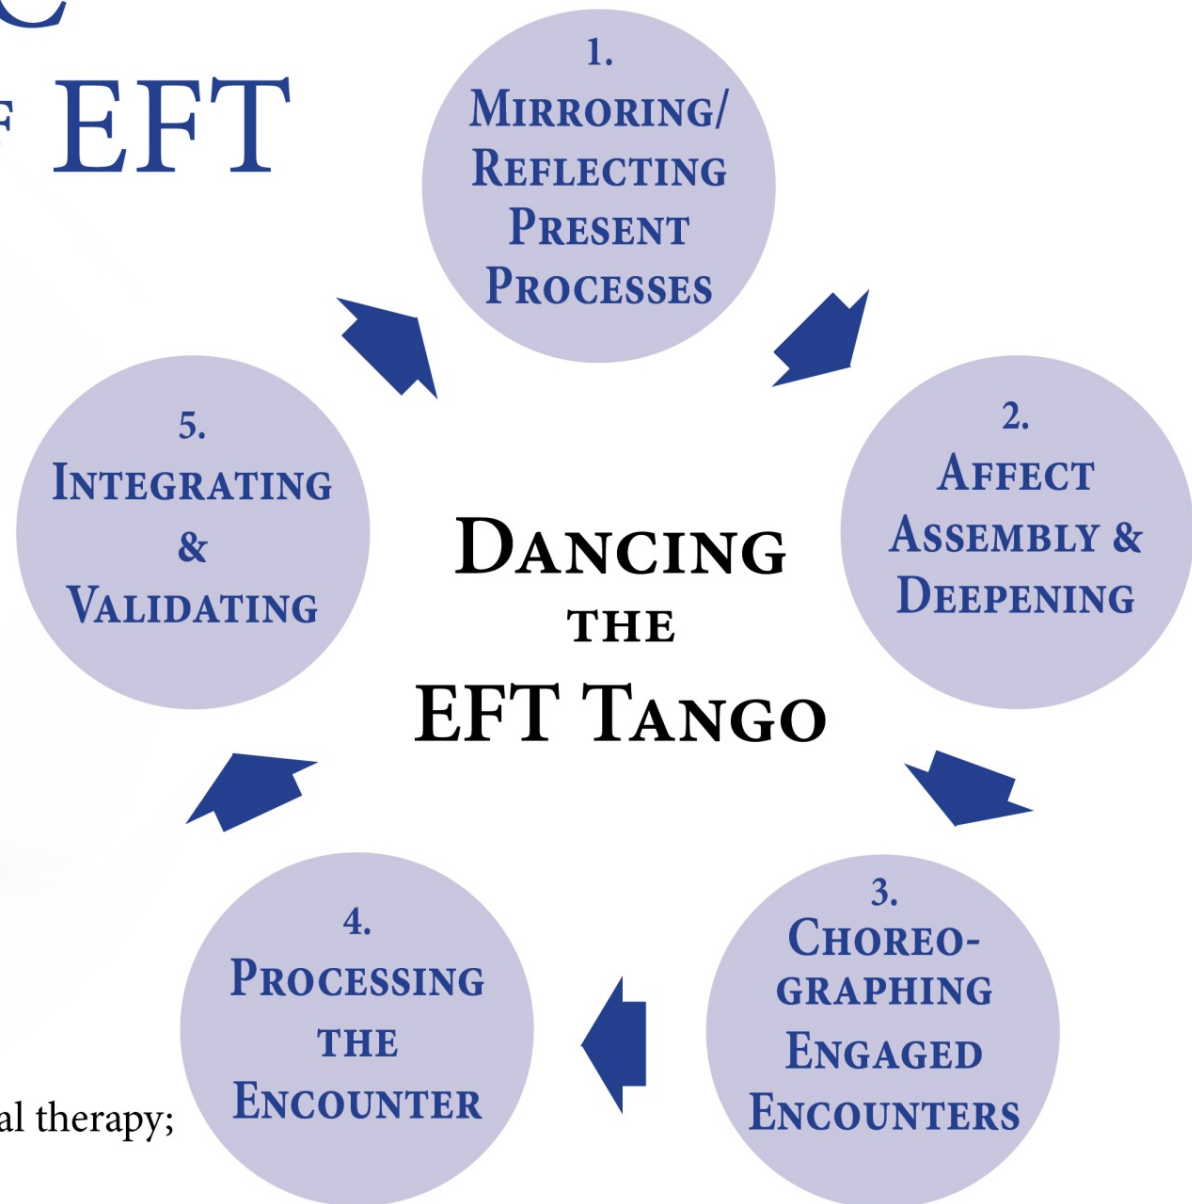 C
F EFT
1.
MIRRORING/
REFLECTING
PRESENT
PROCESSES
2.
AFFECT
ASSEMBLY &
DEEPENING
3.
CHOREO-
GRAPHING
ENGAGED
ENCOUNTERS
4.
PROCESSING
THE
ENCOUNTER
5.
INTEGRATING
&
VALIDATING
DANCING
THE
EFT TANGO
al therapy;